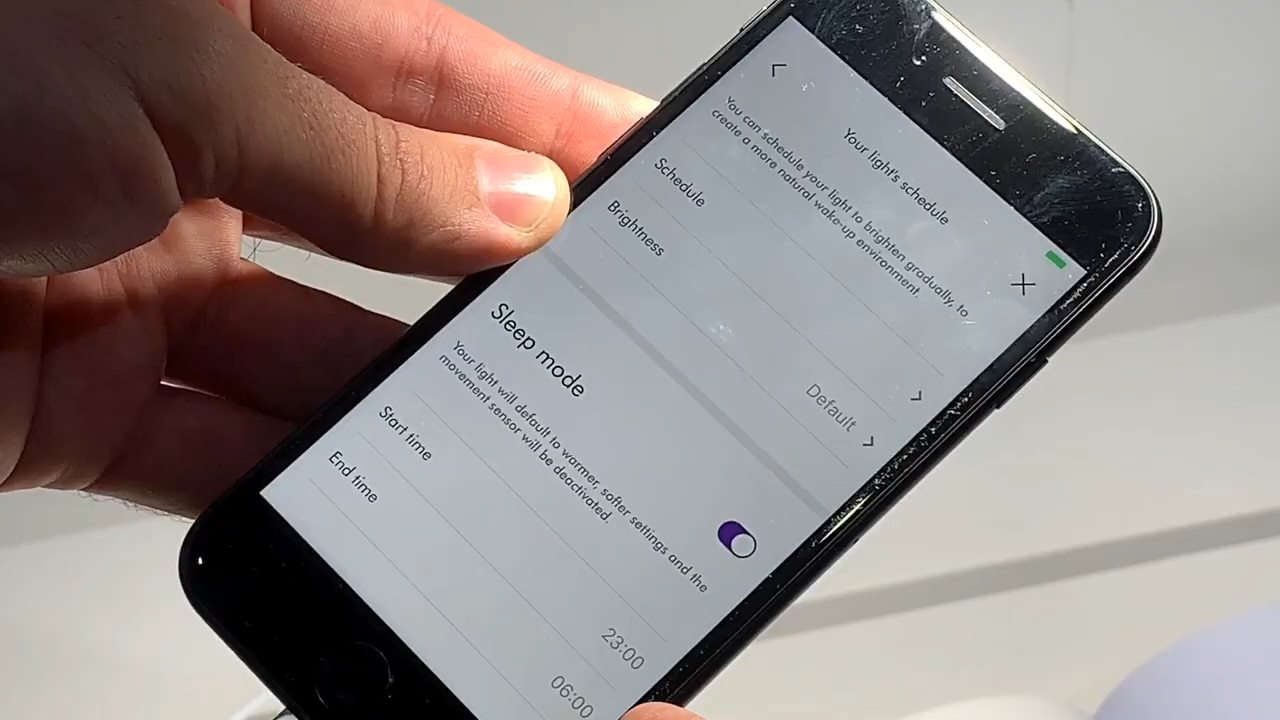 Your light's schedule
You can schedule your light to brighten gradually, to
create a more natural wake-up environment.
Schedule
Brightness Default
Sleep mode
Your light will default to warmer, softer settings and the
movement sensor will be deactivated.
Start time 23:00
End time 06:00